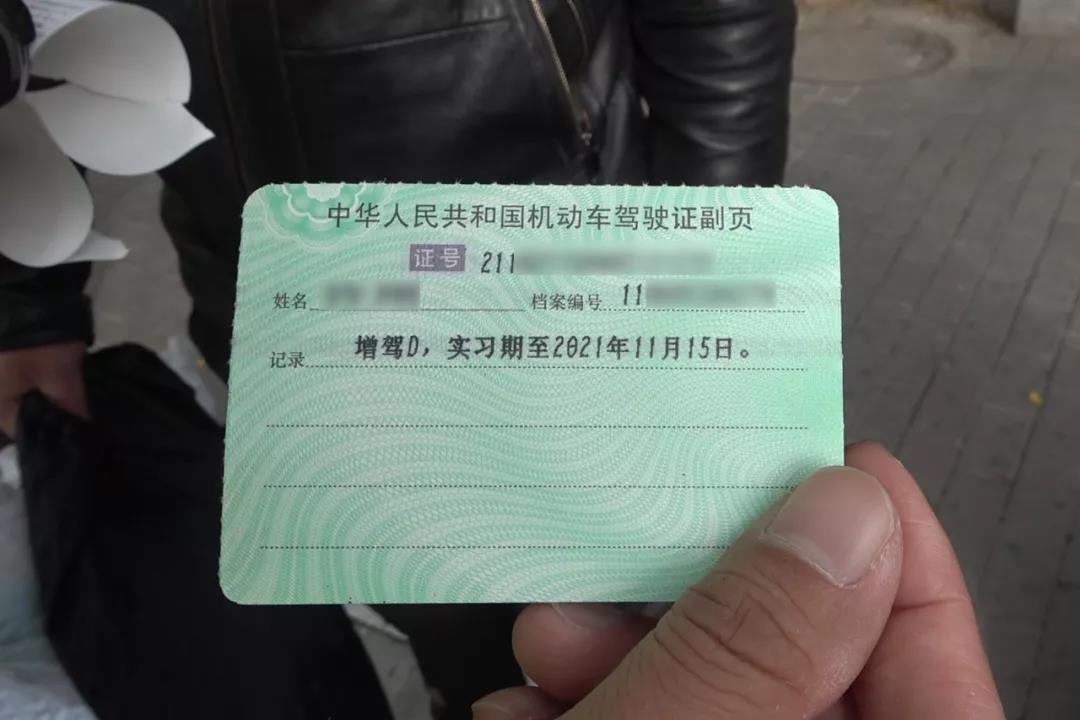 中华人民共和国机动车驾驶证副页
证号 211
姓名 档案编号 11
记录 增驾D，实习期至2021年11月15日。